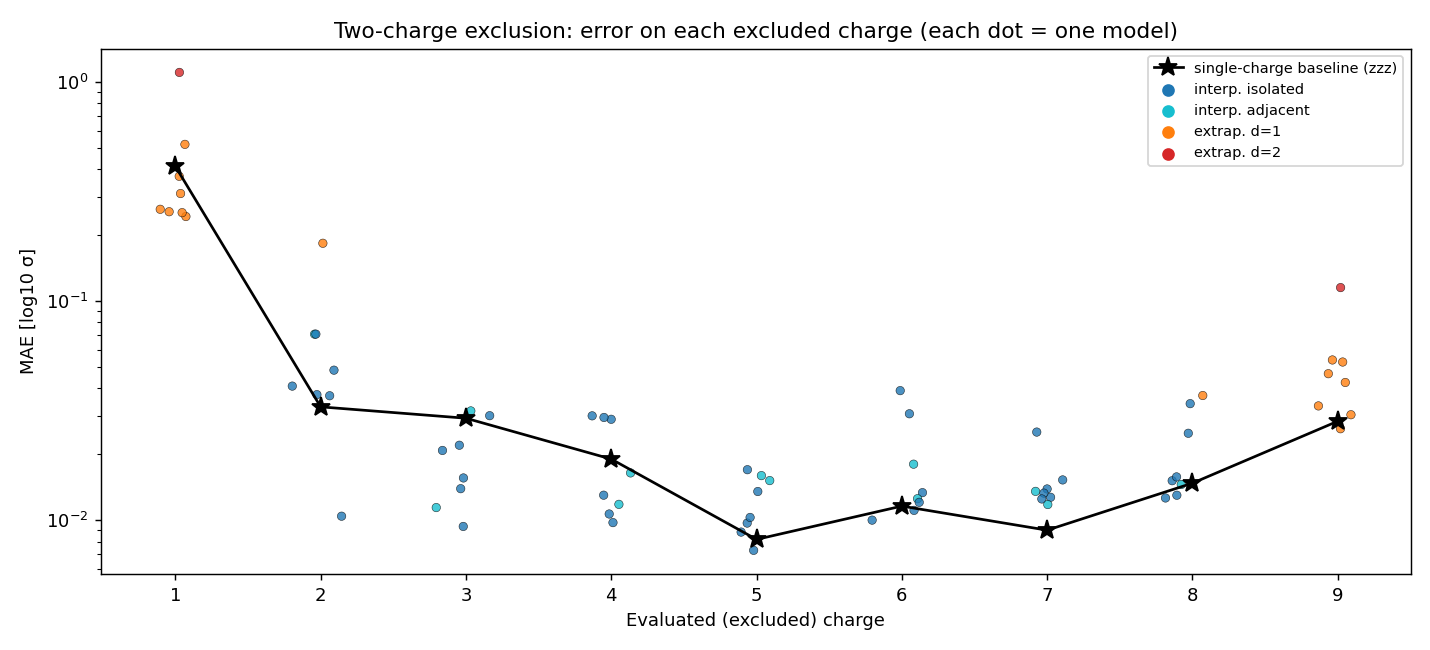 Two-charge exclusion: error on each excluded charge (each dot = one model)
single-charge baseline (zzz)
interp. isolated
interp. adjacent
extrap. d=1
extrap. d=2
MAE [log10 σ]
10⁰
10⁻¹
10⁻²
1 2 3 4 5 6 7 8 9
Evaluated (excluded) charge